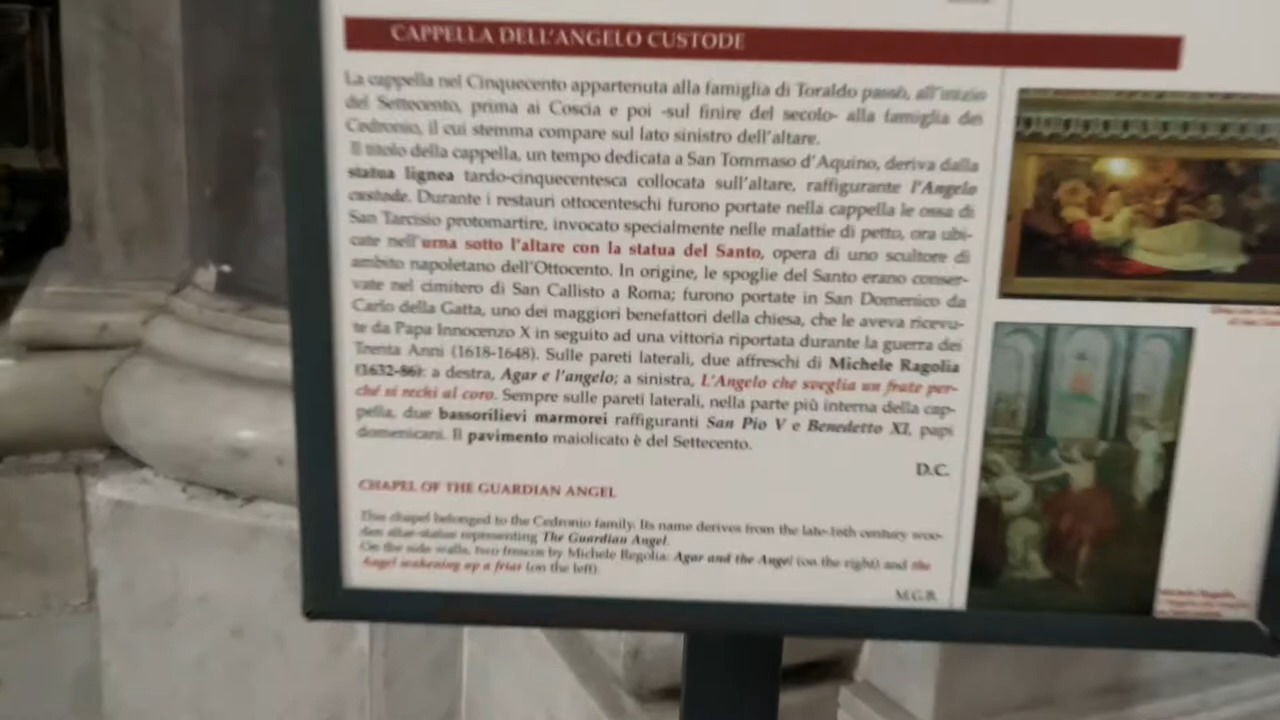 CAPPELLA DELL'ANGELO CUSTODE
La cappella nel Cinquecento appartenuta alla famiglia di Toraldo passò, all'inizio
del Settecento, prima ai Coscia e poi -sul finire del secolo- alla famiglia dei
Cedronio, il cui stemma compare sul lato sinistro dell'altare.
Il titolo della cappella, un tempo dedicata a San Tommaso d'Aquino, deriva dalla
statua lignea tardo-cinquecentesca collocata sull'altare, raffigurante l'Angelo
custode. Durante i restauri ottocenteschi furono portate nella cappella le ossa di
San Tarcisio protomartire, invocato specialmente nelle malattie di petto, ora ubi-
cate nell'urna sotto l'altare con la statua del Santo, opera di uno scultore di
ambito napoletano dell'Ottocento. In origine, le spoglie del Santo erano conser-
vate nel cimitero di San Callisto a Roma; furono portate in San Domenico da
Carlo della Gatta, uno dei maggiori benefattori della chiesa, che le aveva ricevu-
te da Papa Innocenzo X in seguito ad una vittoria riportata durante la guerra dei
Trenta Anni (1618-1648). Sulle pareti laterali, due affreschi di Michele Ragolia
(1632-86): a destra, Agar e l'angelo; a sinistra, L'Angelo che sveglia un frate per-
ché si rechi al coro. Sempre sulle pareti laterali, nella parte più interna della cap-
pella, due bassorilievi marmorei raffiguranti San Pio V e Benedetto XI, papi
domenicani. Il pavimento maiolicato è del Settecento.
D.C.
CHAPEL OF THE GUARDIAN ANGEL
This chapel belonged to the Cedronio family. Its name derives from the late-16th century woo-
den altar-statue representing The Guardian Angel.
On the side walls, two frescos by Michele Regolia: Agar and the Angel (on the right) and the
Angel wakening up a friar (on the left).
M.G.R.